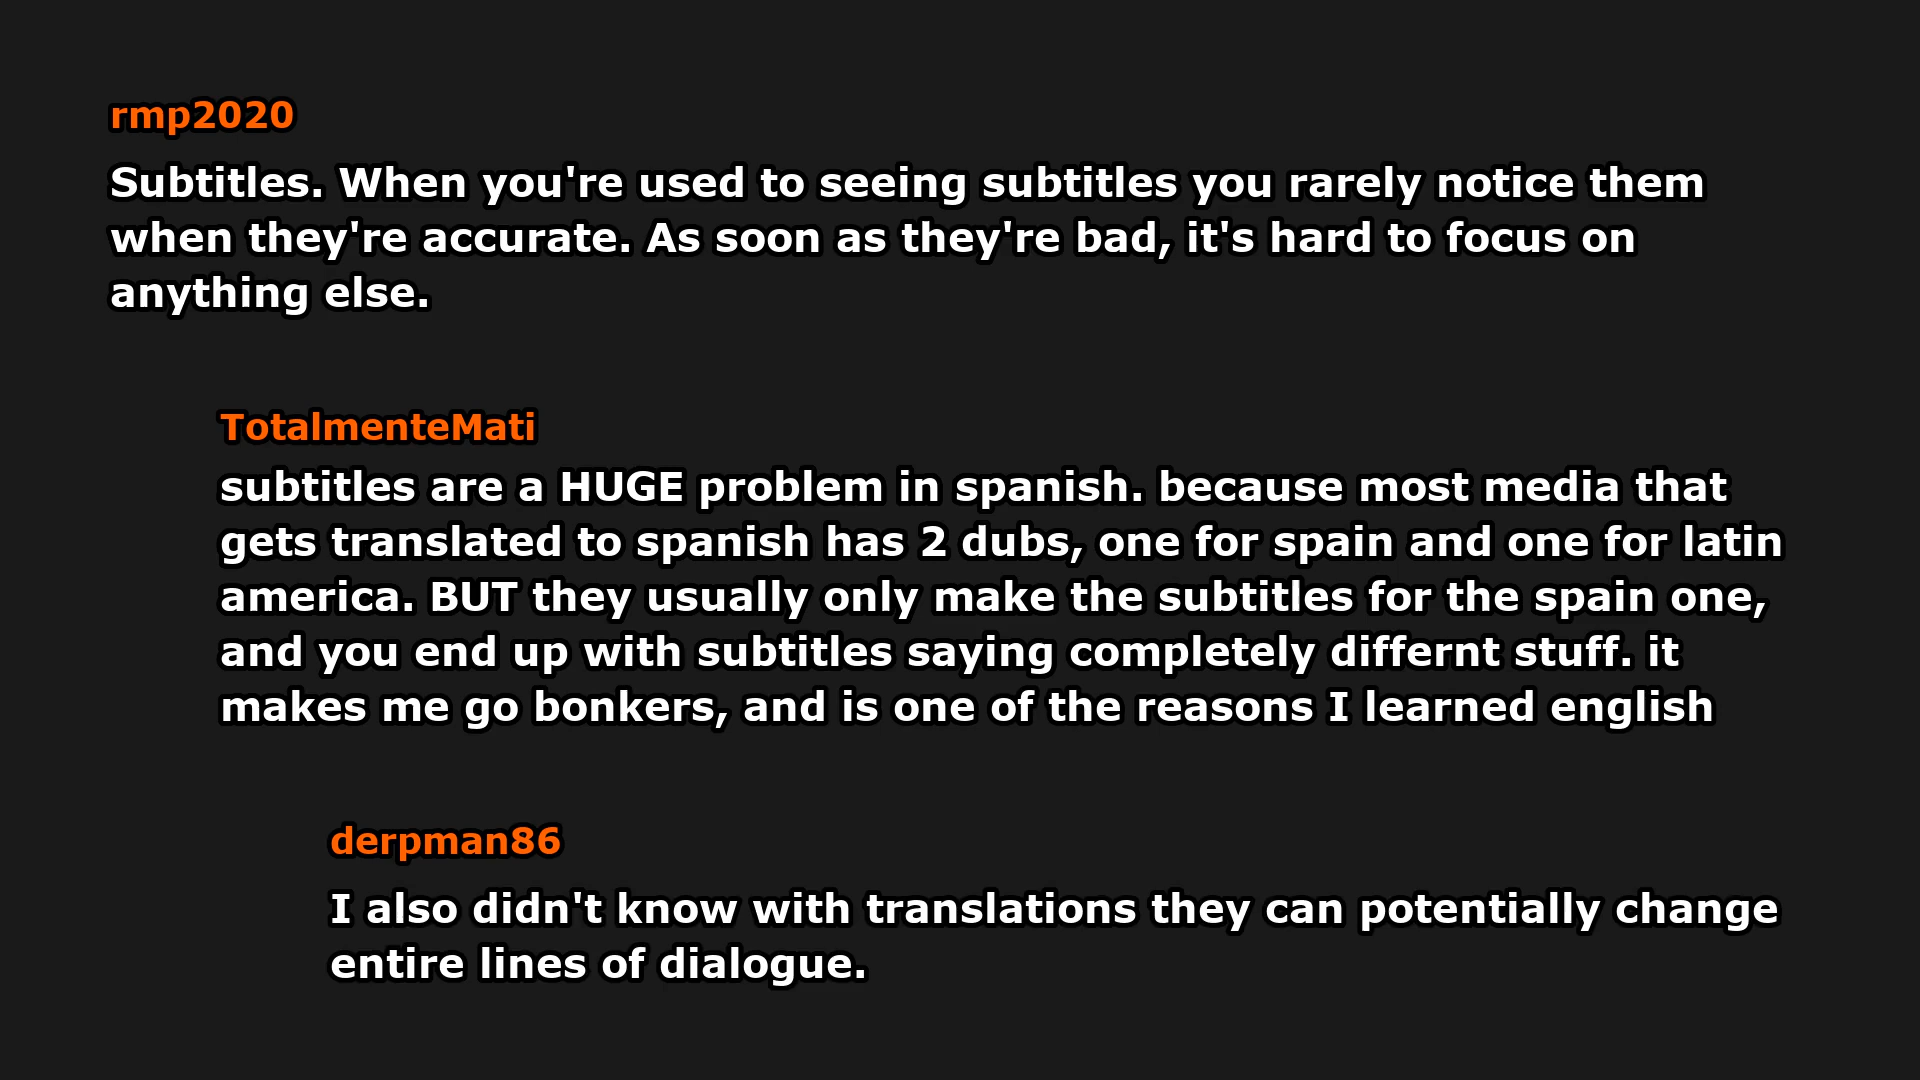 rmp2020
Subtitles. When you're used to seeing subtitles you rarely notice them
when they're accurate. As soon as they're bad, it's hard to focus on
anything else.
TotalmenteMati
subtitles are a HUGE problem in spanish. because most media that
gets translated to spanish has 2 dubs, one for spain and one for latin
america. BUT they usually only make the subtitles for the spain one,
and you end up with subtitles saying completely differnt stuff. it
makes me go bonkers, and is one of the reasons I learned english
derpman86
I also didn't know with translations they can potentially change
entire lines of dialogue.